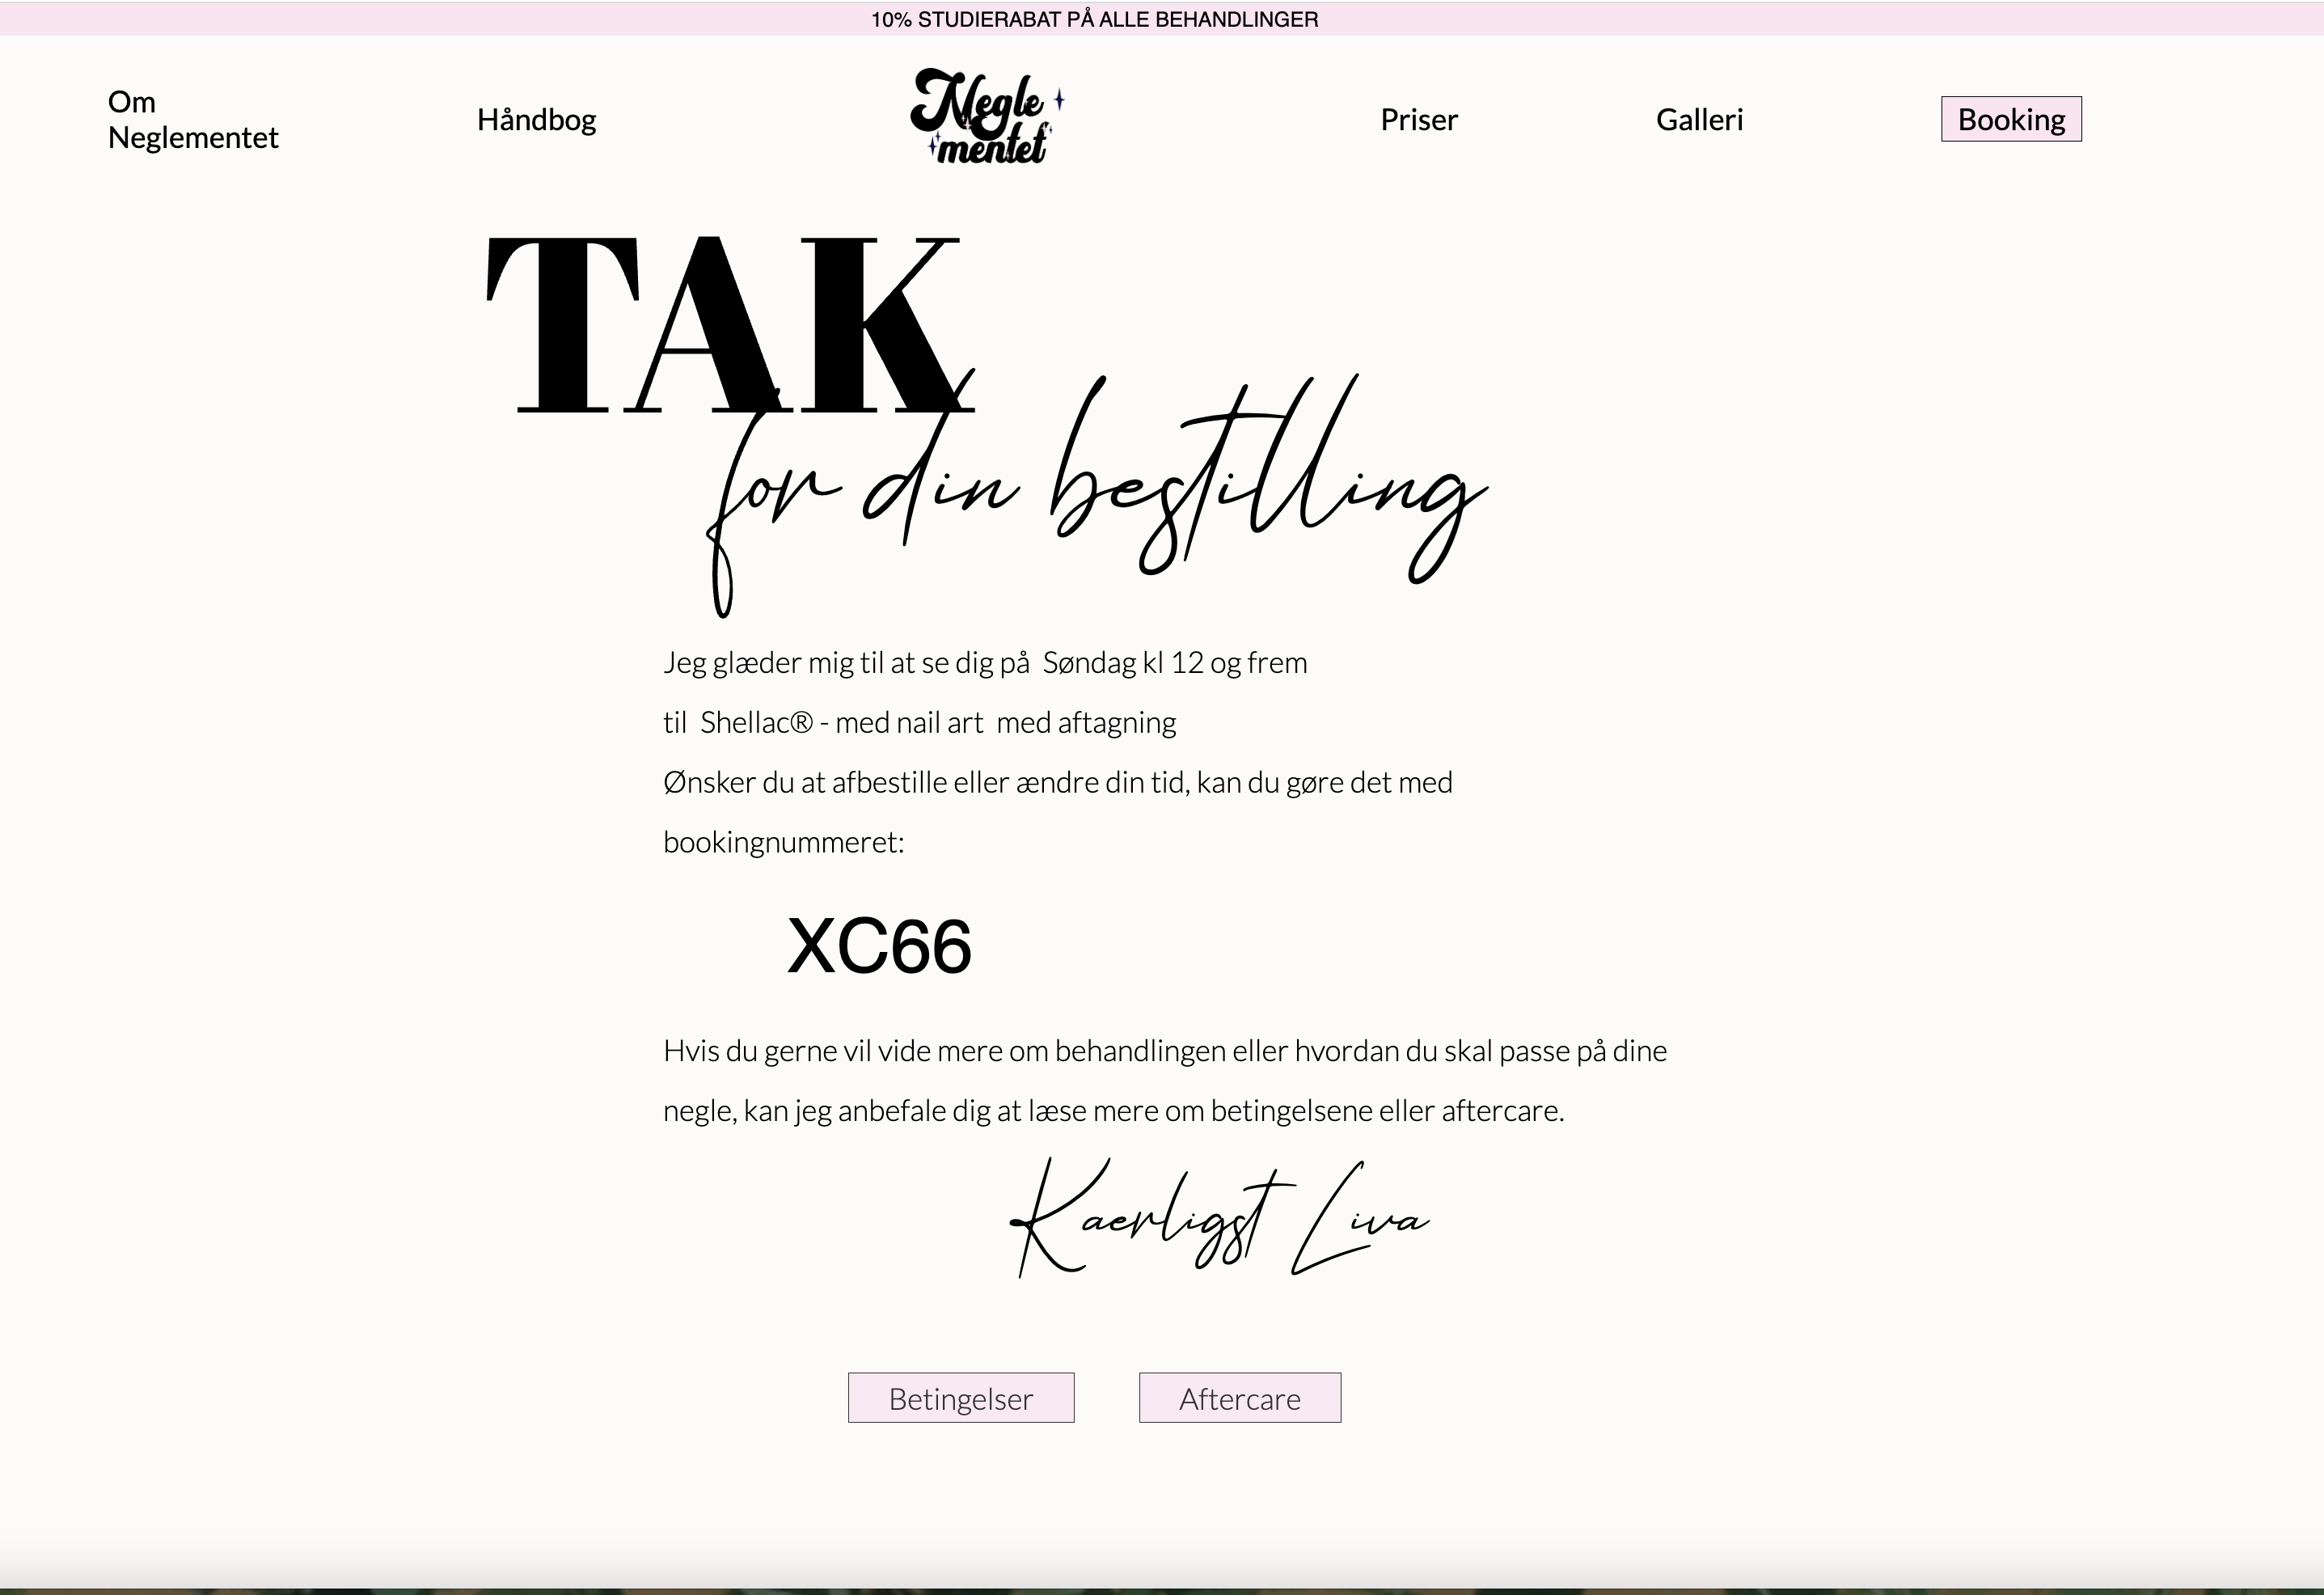 10% STUDIERABAT PÅ ALLE BEHANDLINGER
Om
Neglementet
Håndbog
Negle
mentet
Priser
Galleri
Booking
TAK
for din bestilling
Jeg glæder mig til at se dig på Søndag kl 12 og frem
til Shellac® - med nail art med aftagning
Ønsker du at afbestille eller ændre din tid, kan du gøre det med
bookingnummeret:
XC66
Hvis du gerne vil vide mere om behandlingen eller hvordan du skal passe på dine
negle, kan jeg anbefale dig at læse mere om betingelsene eller aftercare.
Kaerligst Liva
Betingelser
Aftercare